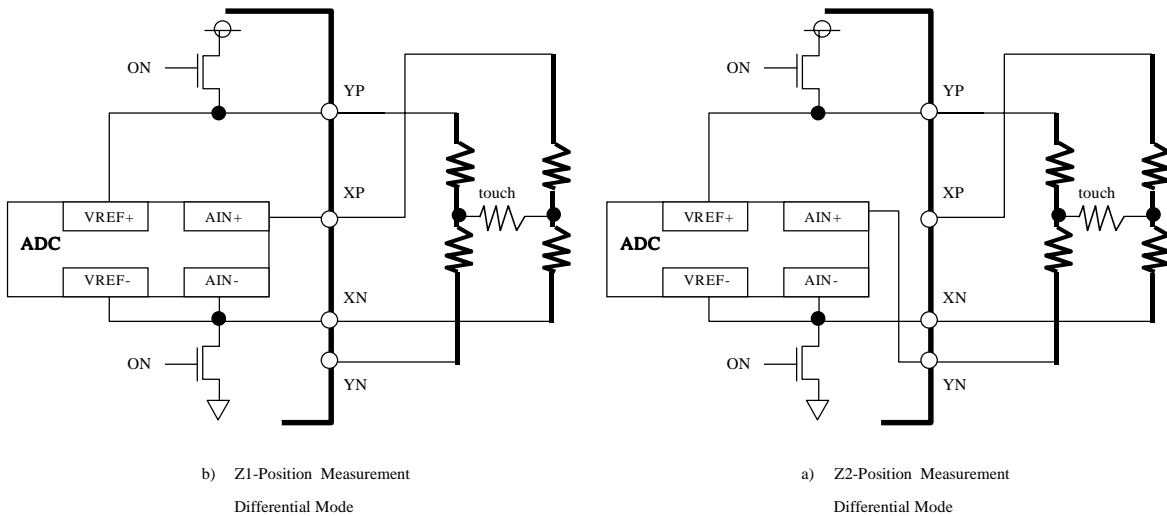 ON
YP
XP
touch
VREF+
AIN+
ADC
VREF-
AIN-
XN
ON
YN
b) Z1-Position Measurement
Differential Mode
ON
YP
XP
touch
VREF+
AIN+
ADC
VREF-
AIN-
XN
ON
YN
a) Z2-Position Measurement
Differential Mode